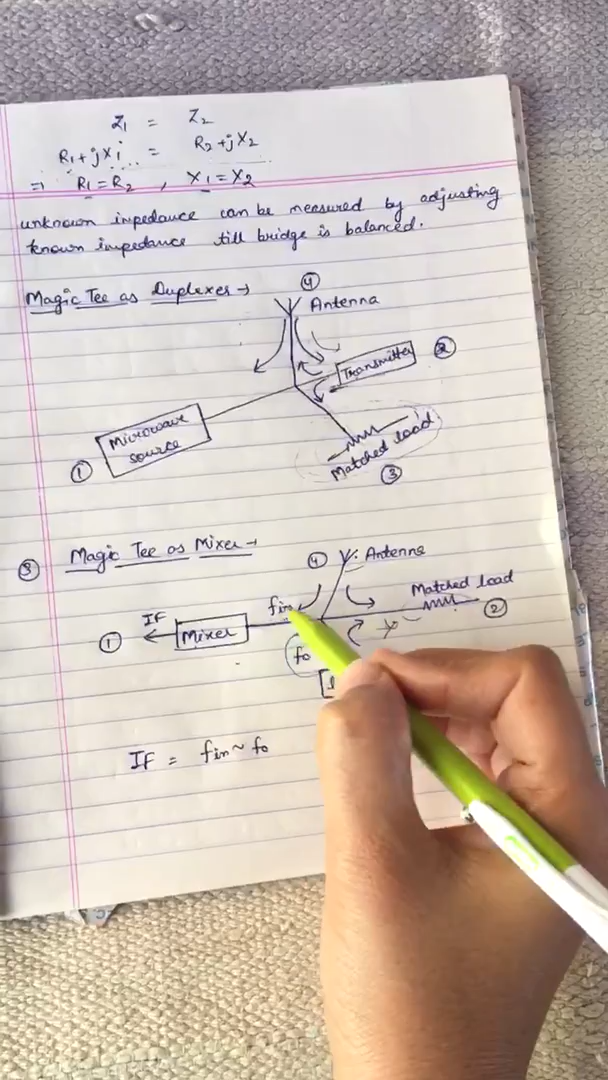 Z1 = Z2
R1+jX1 = R2+jX2
⇒ R1=R2 , X1=X2
unknown impedance can be measured by adjusting
known impedance till bridge is balanced.
Magic Tee as Duplexer→
④
Antenna
Transmitter ②
Microwave
source
①
Matched load
③
③ Magic Tee as Mixer→
④ Antenna
Matched load
②
fin
IF
① Mixer
fo
IF = fin ~ fo